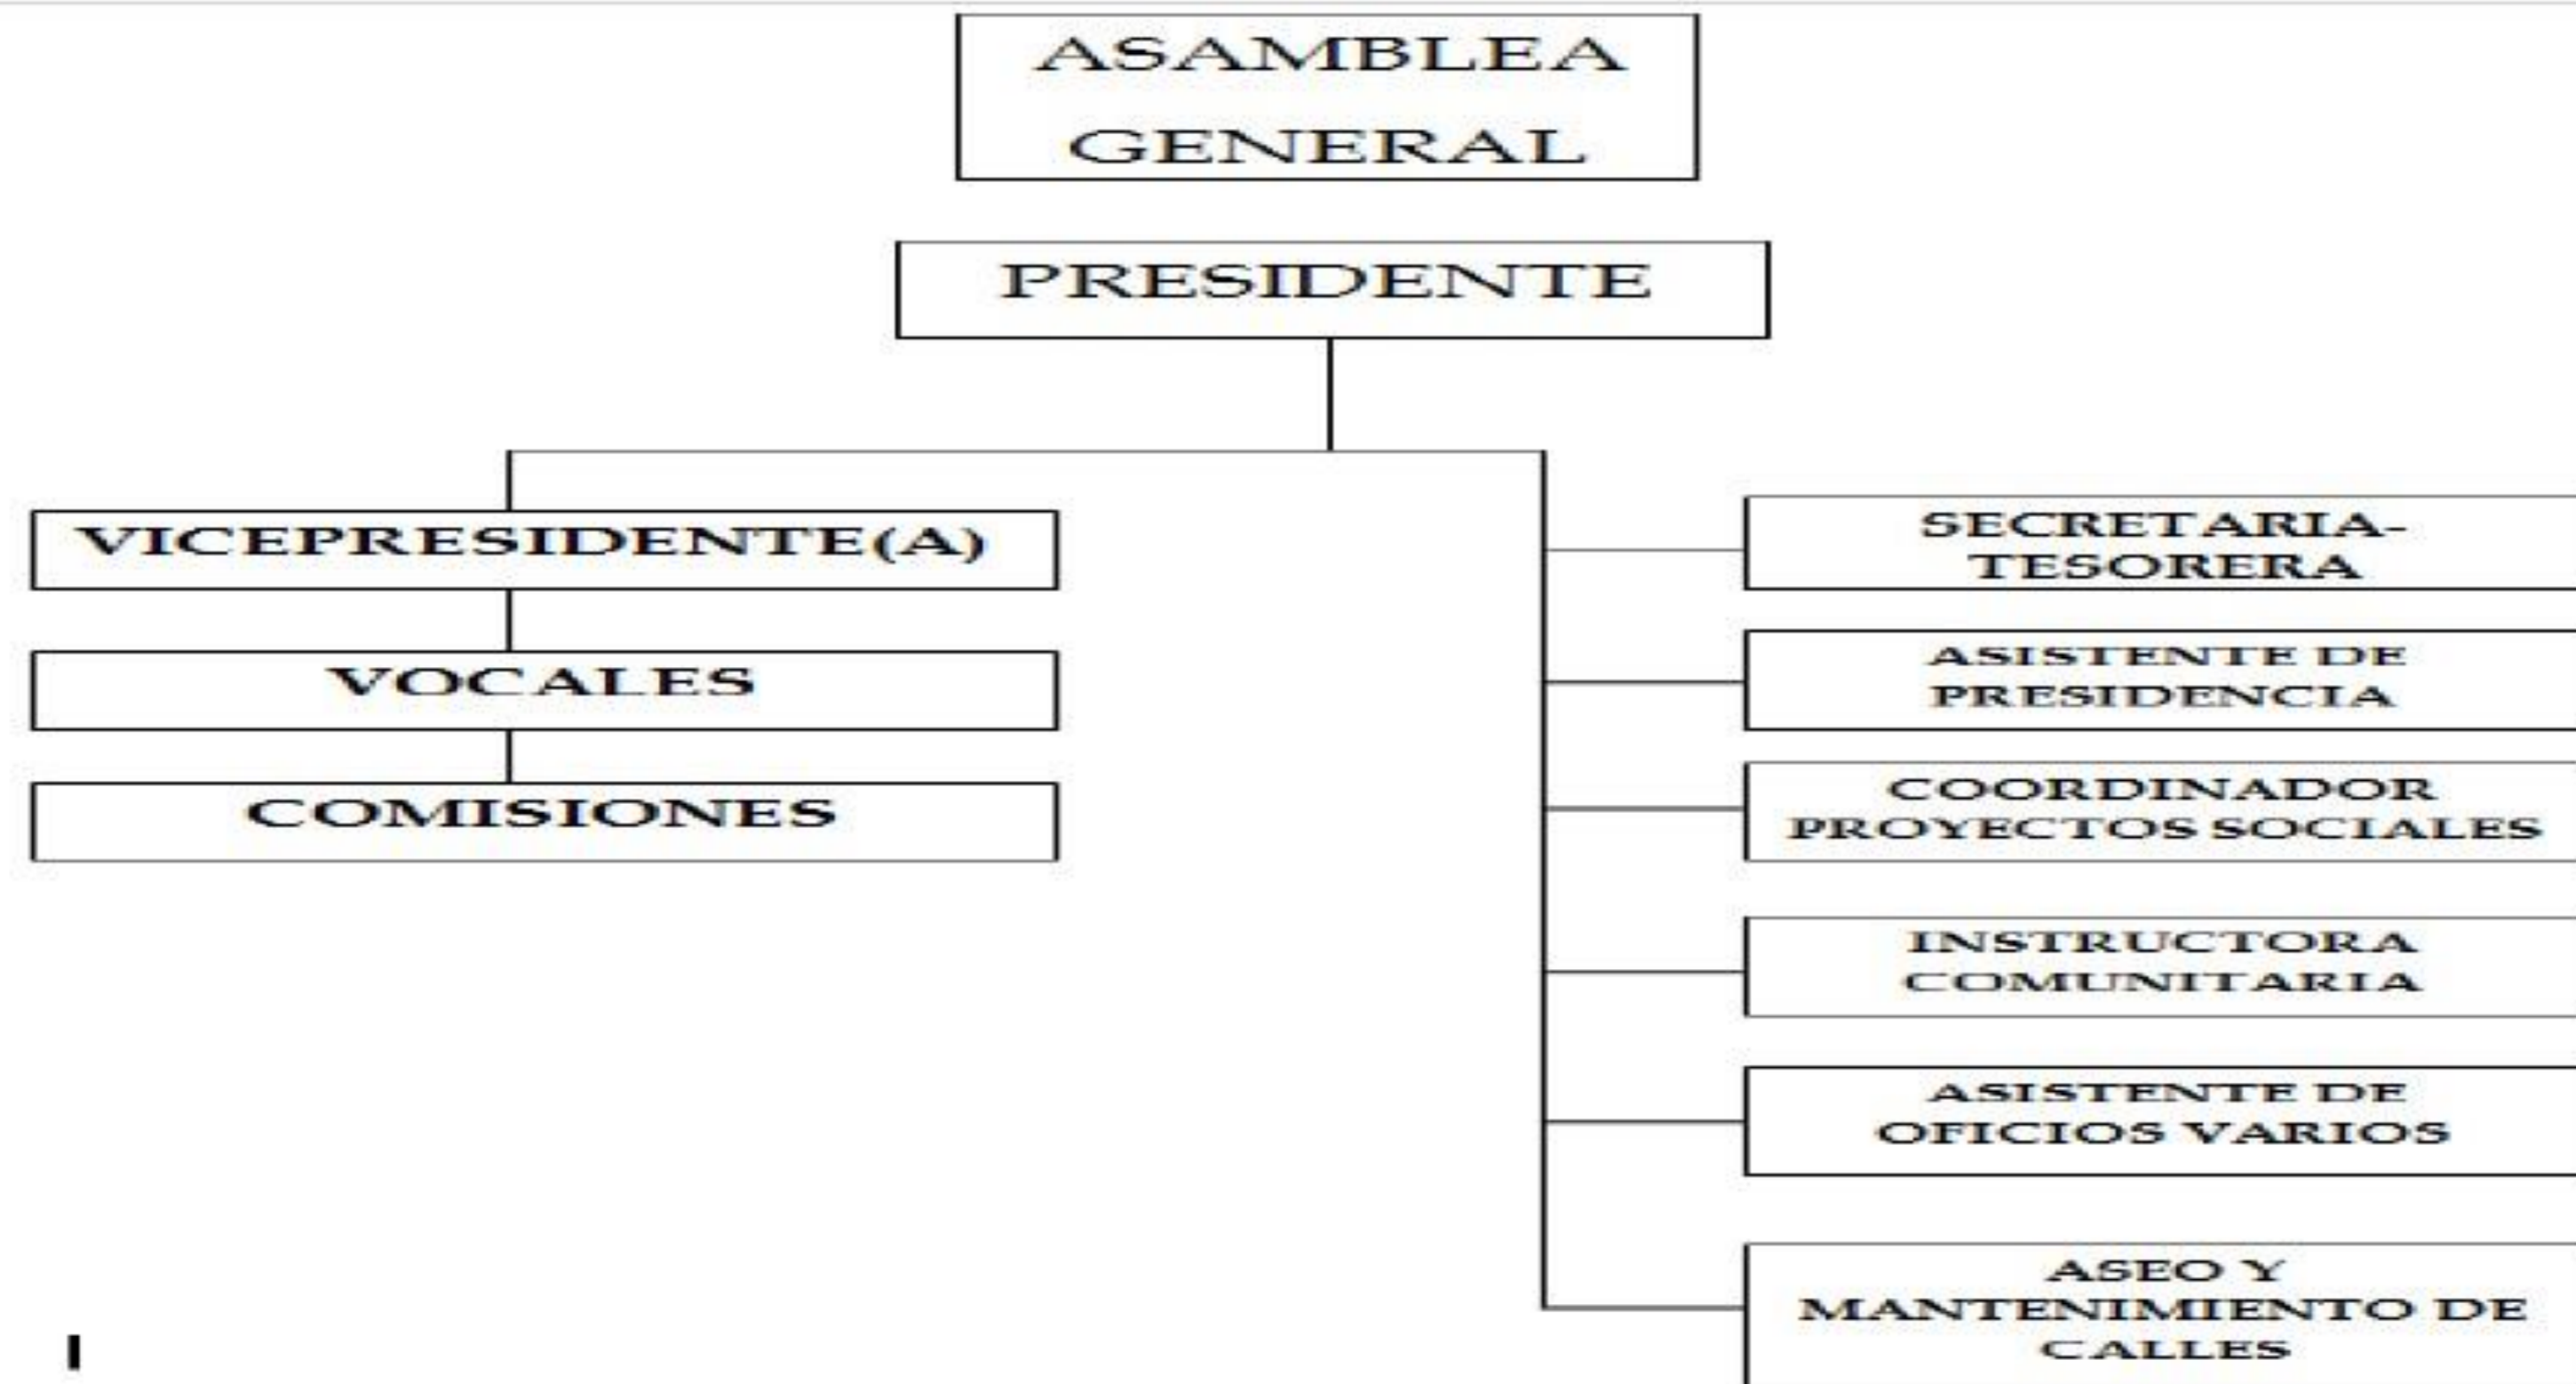 ASAMBLEA
GENERAL
PRESIDENTE
VICEPRESIDENTE(A)
VOCALES
COMISIONES
SECRETARIA-
TESORERA
ASISTENTE DE
PRESIDENCIA
COORDINADOR
PROYECTOS SOCIALES
INSTRUCTORA
COMUNITARIA
ASISTENTE DE
OFICIOS VARIOS
ASEO Y
MANTENIMIENTO DE
CALLES